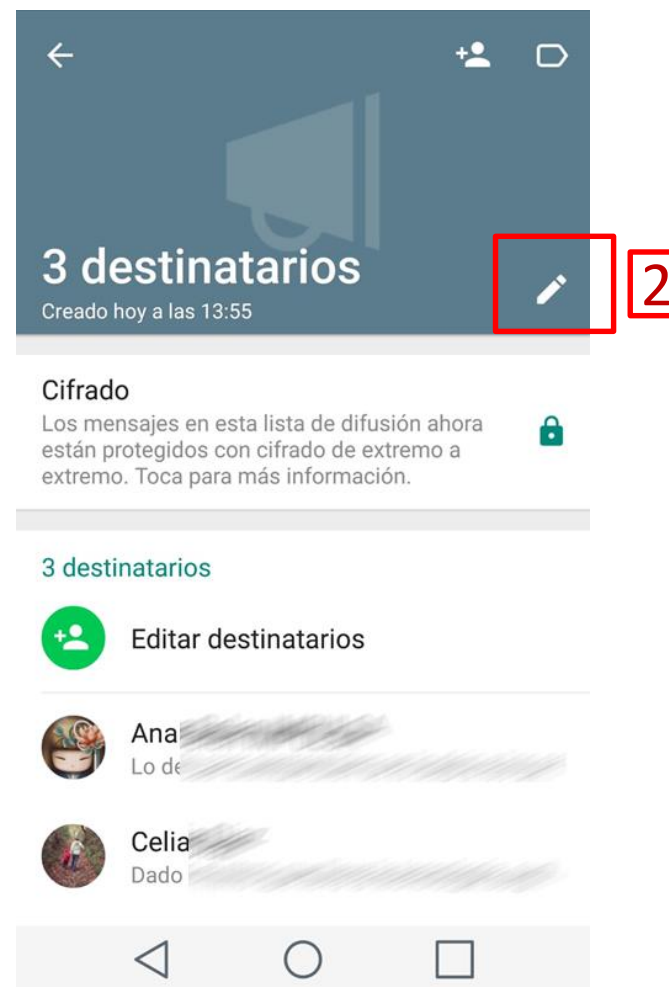 3 destinatarios
Creado hoy a las 13:55
2
Cifrado
Los mensajes en esta lista de difusión ahora
están protegidos con cifrado de extremo a
extremo. Toca para más información.
3 destinatarios
Editar destinatarios
Ana
Lo
Celia
Dado